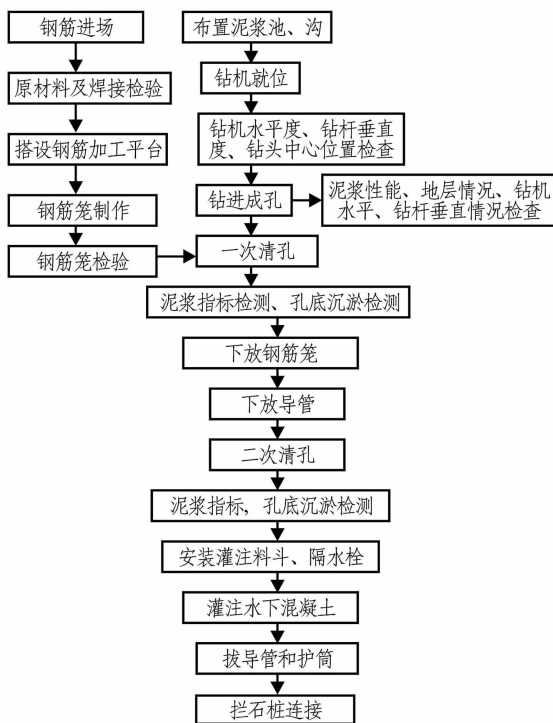 钢筋进场
原材料及焊接检验
搭设钢筋加工平台
钢筋笼制作
钢筋笼检验
布置泥浆池、沟
钻机就位
钻机水平度、钻杆垂直
度、钻头中心位置检查
钻进成孔
泥浆性能、地层情况、钻机
水平、钻杆垂直情况检查
一次清孔
泥浆指标检测、孔底沉淤检测
下放钢筋笼
下放导管
二次清孔
泥浆指标,孔底沉淤检测
安装灌注料斗、隔水栓
灌注水下混凝土
拔导管和护筒
拦石桩连接